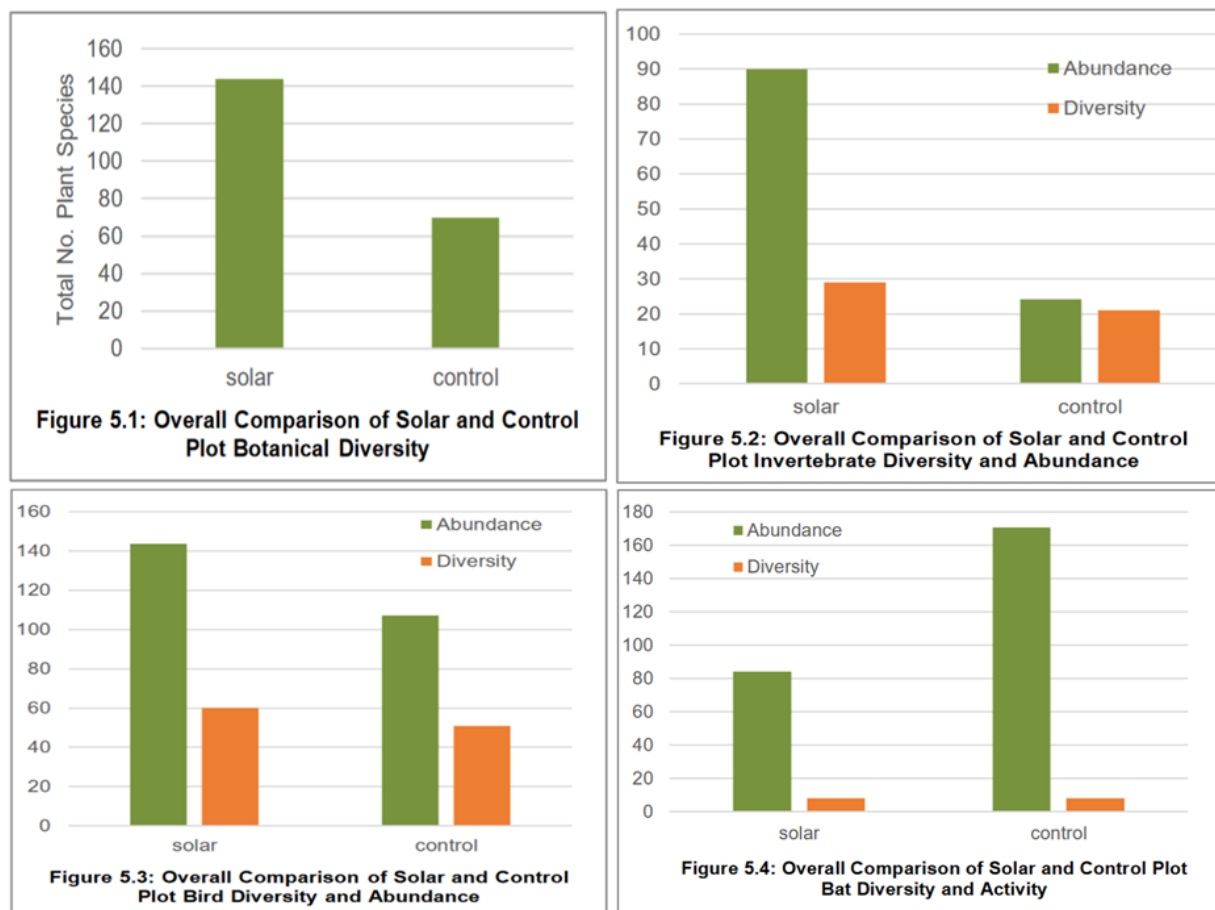 160
140
120
100
80
60
40
20
0
Total No. Plant Species
solar control
Figure 5.1: Overall Comparison of Solar and Control
Plot Botanical Diversity
100
90
80
70
60
50
40
30
20
10
0
Abundance
Diversity
solar control
Figure 5.2: Overall Comparison of Solar and Control
Plot Invertebrate Diversity and Abundance
160
140
120
100
80
60
40
20
0
Abundance
Diversity
solar control
Figure 5.3: Overall Comparison of Solar and Control
Plot Bird Diversity and Abundance
180
160
140
120
100
80
60
40
20
0
Abundance
Diversity
solar control
Figure 5.4: Overall Comparison of Solar and Control Plot
Bat Diversity and Activity